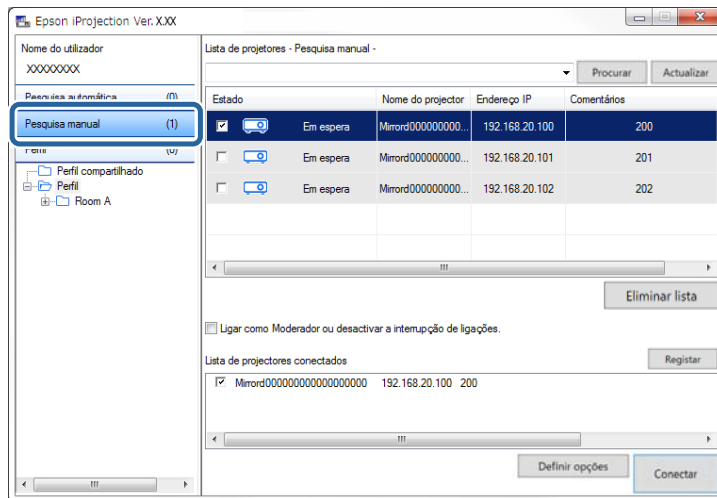 Epson iProjection Ver. X.XX
Nome do utilizador
XXXXXXXX
Pesquisa automática (0)
Pesquisa manual (1)
Perfil (0)
Perfil compartilhado
Perfil
Room A
Lista de projetores - Pesquisa manual -
Procurar Actualizar
Estado Nome do projector Endereço IP Comentários
Em espera Mirrord000000000... 192.168.20.100 200
Em espera Mirrord000000000... 192.168.20.101 201
Em espera Mirrord000000000... 192.168.20.102 202
Eliminar lista
Ligar como Moderador ou desactivar a interrupção de ligações.
Lista de projectores conectados Registar
Mirrord000000000000000000 192.168.20.100 200
Definir opções Conectar